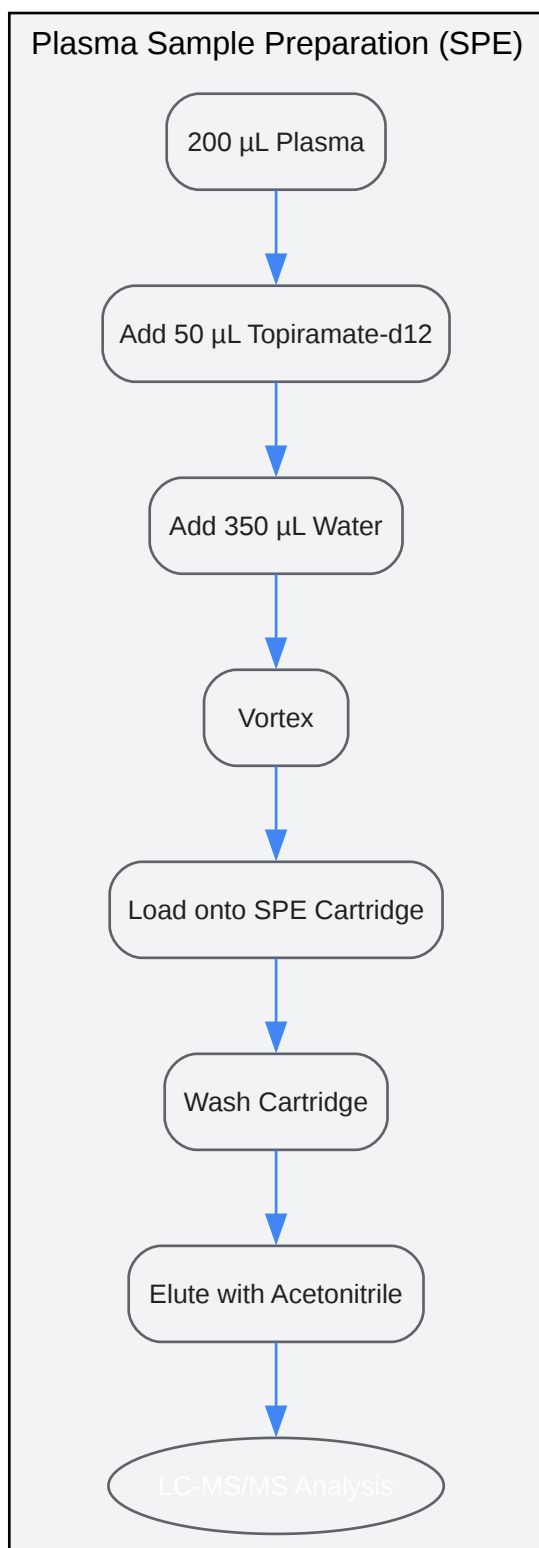 Plasma Sample Preparation (SPE)
200 µL Plasma
Add 50 µL Topiramate-d12
Add 350 µL Water
Vortex
Load onto SPE Cartridge
Wash Cartridge
Elute with Acetonitrile
LC-MS/MS Analysis